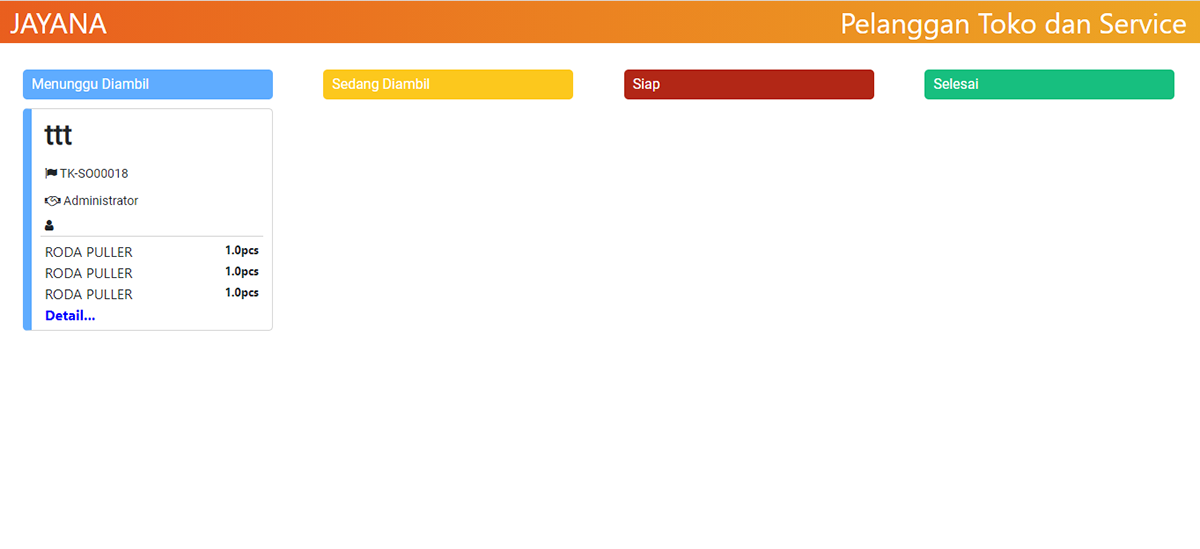 JAYANA
Pelanggan Toko dan Service
Menunggu Diambil
Sedang Diambil
Siap
Selesai
ttt
TK-SO00018
Administrator
RODA PULLER 1.0pcs
RODA PULLER 1.0pcs
RODA PULLER 1.0pcs
Detail...